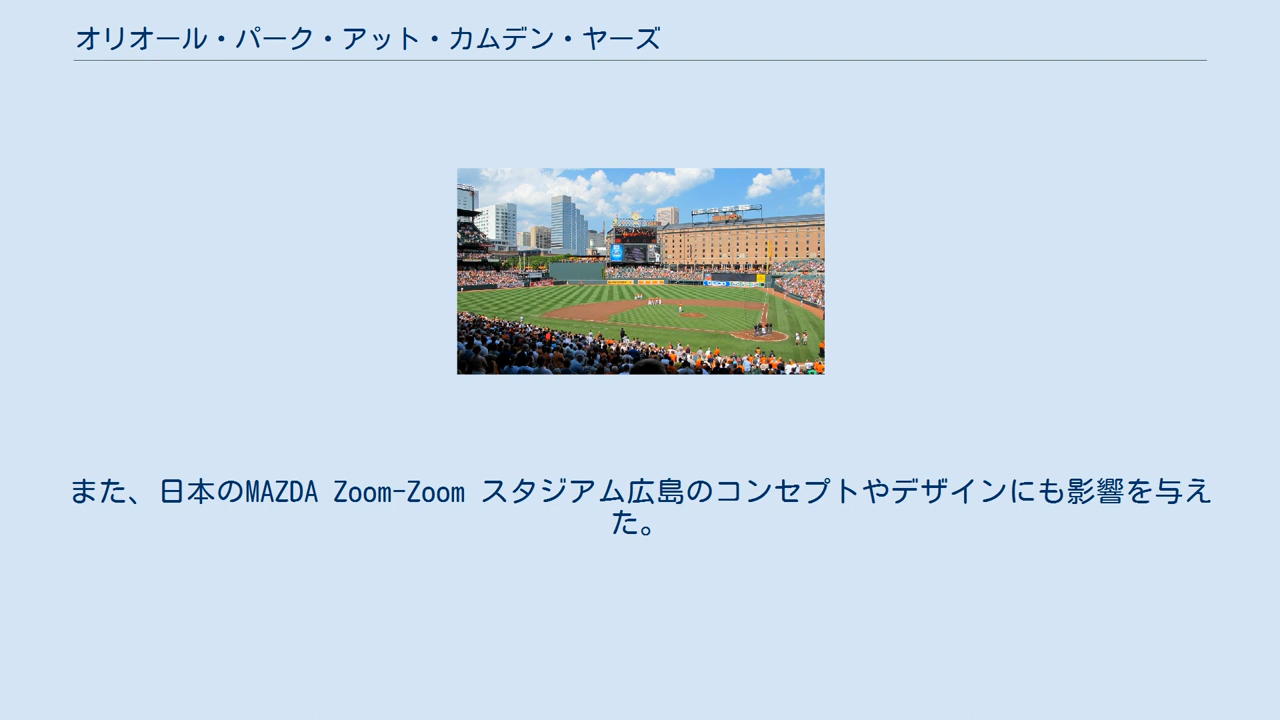 オリオール・パーク・アット・カムデン・ヤーズ
また、日本のMAZDA Zoom-Zoom スタジアム広島のコンセプトやデザインにも影響を与え
た。